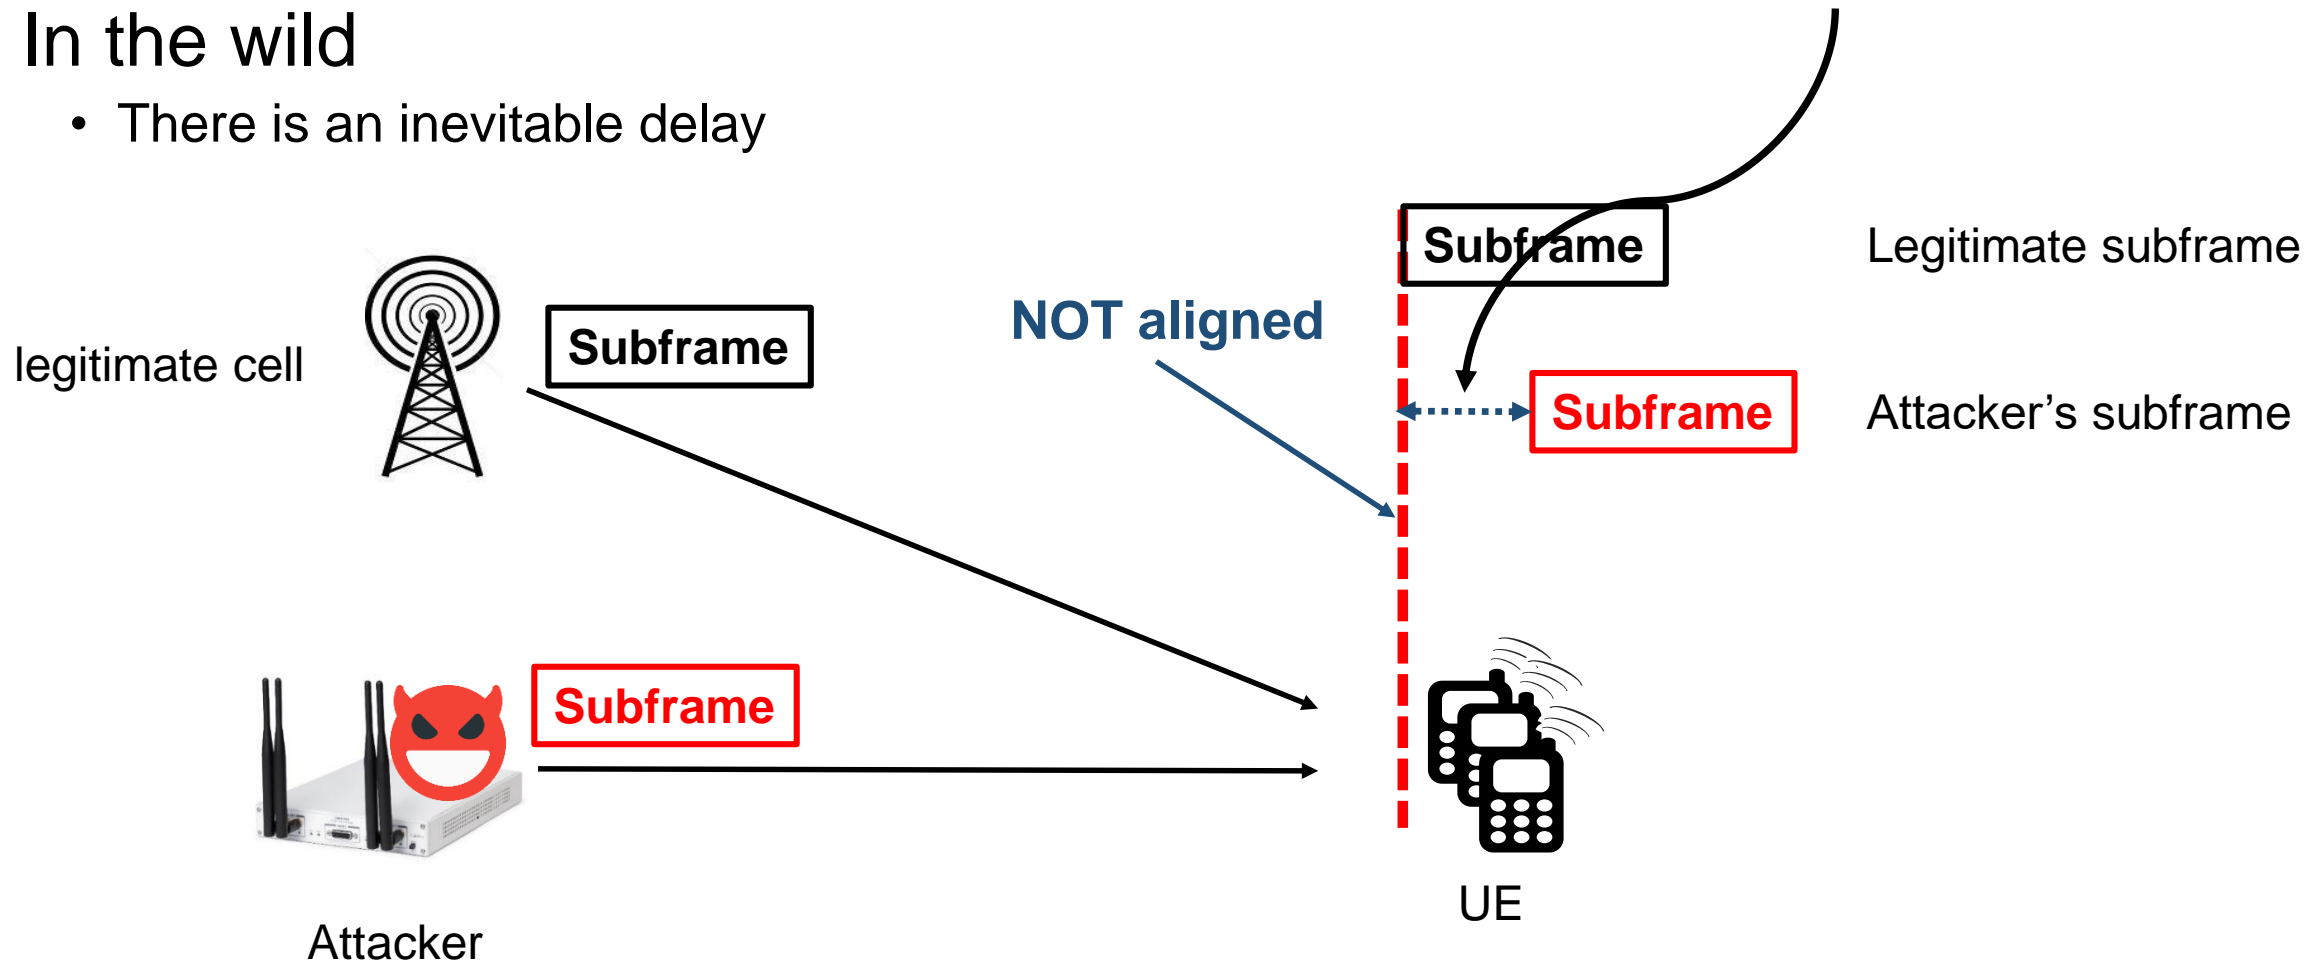 In the wild
• There is an inevitable delay
Subframe
Legitimate subframe
NOT aligned
Subframe
legitimate cell
Subframe
Attacker's subframe
Subframe
UE
Attacker